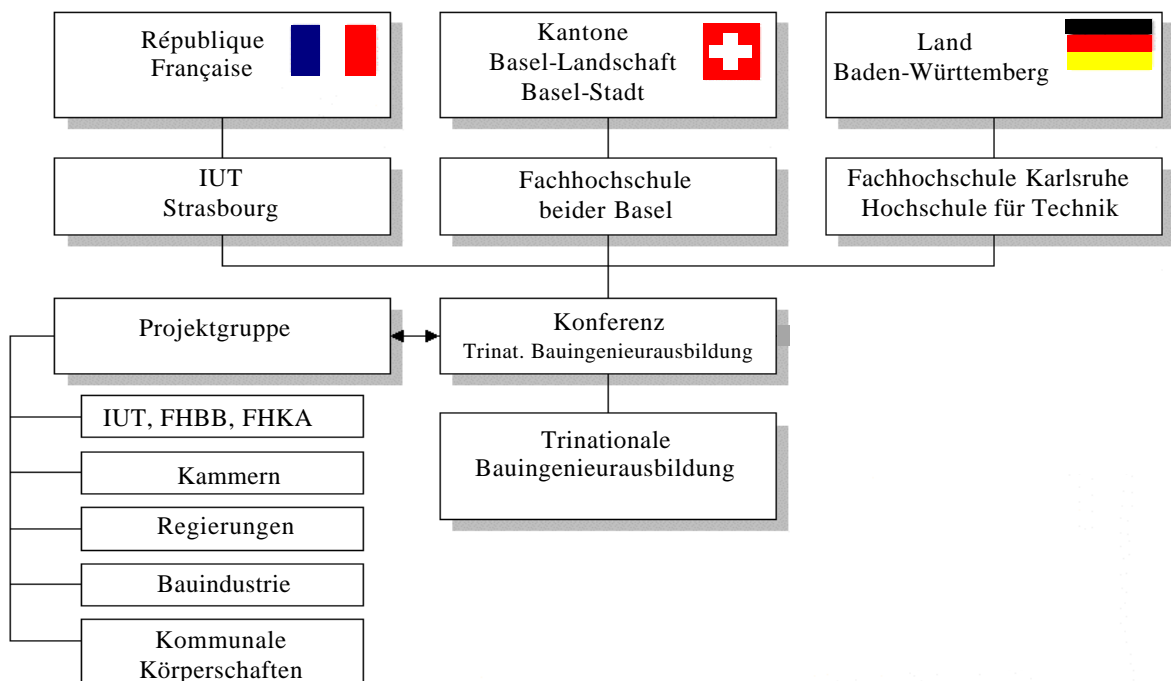 République
Française
Kantone
Basel-Landschaft
Basel-Stadt
Land
Baden-Württemberg
IUT
Strasbourg
Fachhochschule
beider Basel
Fachhochschule Karlsruhe
Hochschule für Technik
Projektgruppe
Konferenz
Trinat. Bauingenieurausbildung
IUT, FHBB, FHKA
Kammern
Regierungen
Bauindustrie
Kommunale
Körperschaften
Trinationale
Bauingenieurausbildung